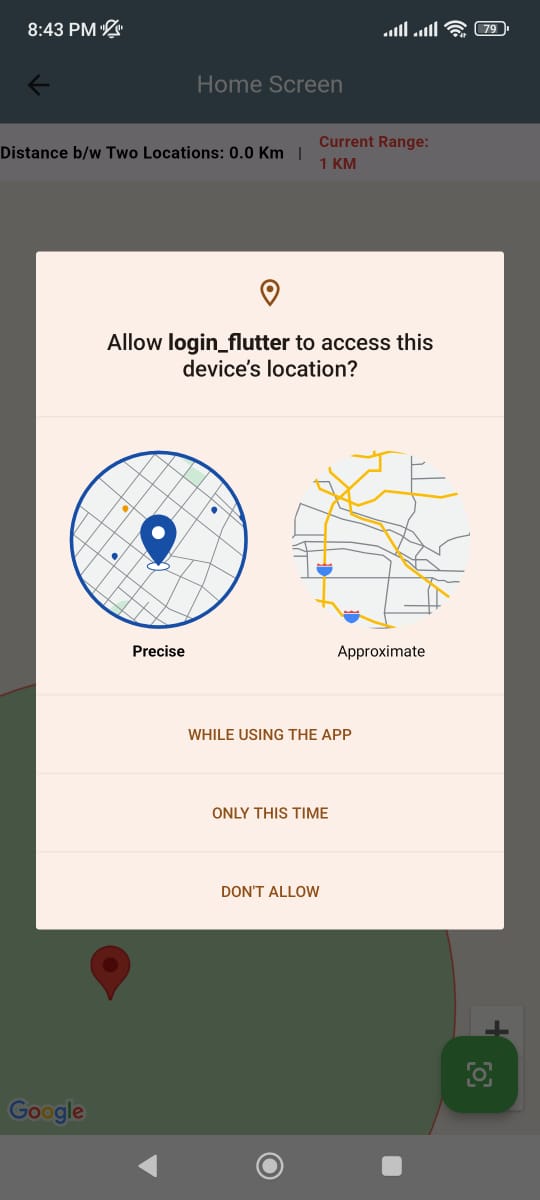 8:43 PM
79
Home Screen
Distance b/w Two Locations: 0.0 Km | Current Range:
1 KM
Allow login_flutter to access this
device's location?
Precise
Approximate
WHILE USING THE APP
ONLY THIS TIME
DON'T ALLOW
Google